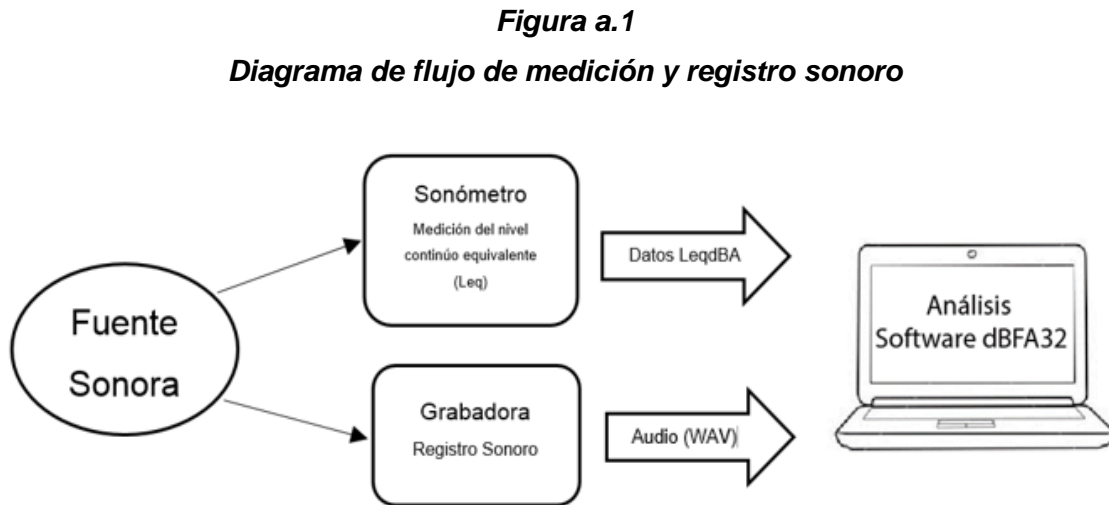 Figura a.1
Diagrama de flujo de medición y registro sonoro
Fuente
Sonora
Sonómetro
Medición del nivel
continúo equivalente
(Leq)
Datos LeqdBA
Grabadora
Registro Sonoro
Audio (WAV)
Análisis
Software dBFA32